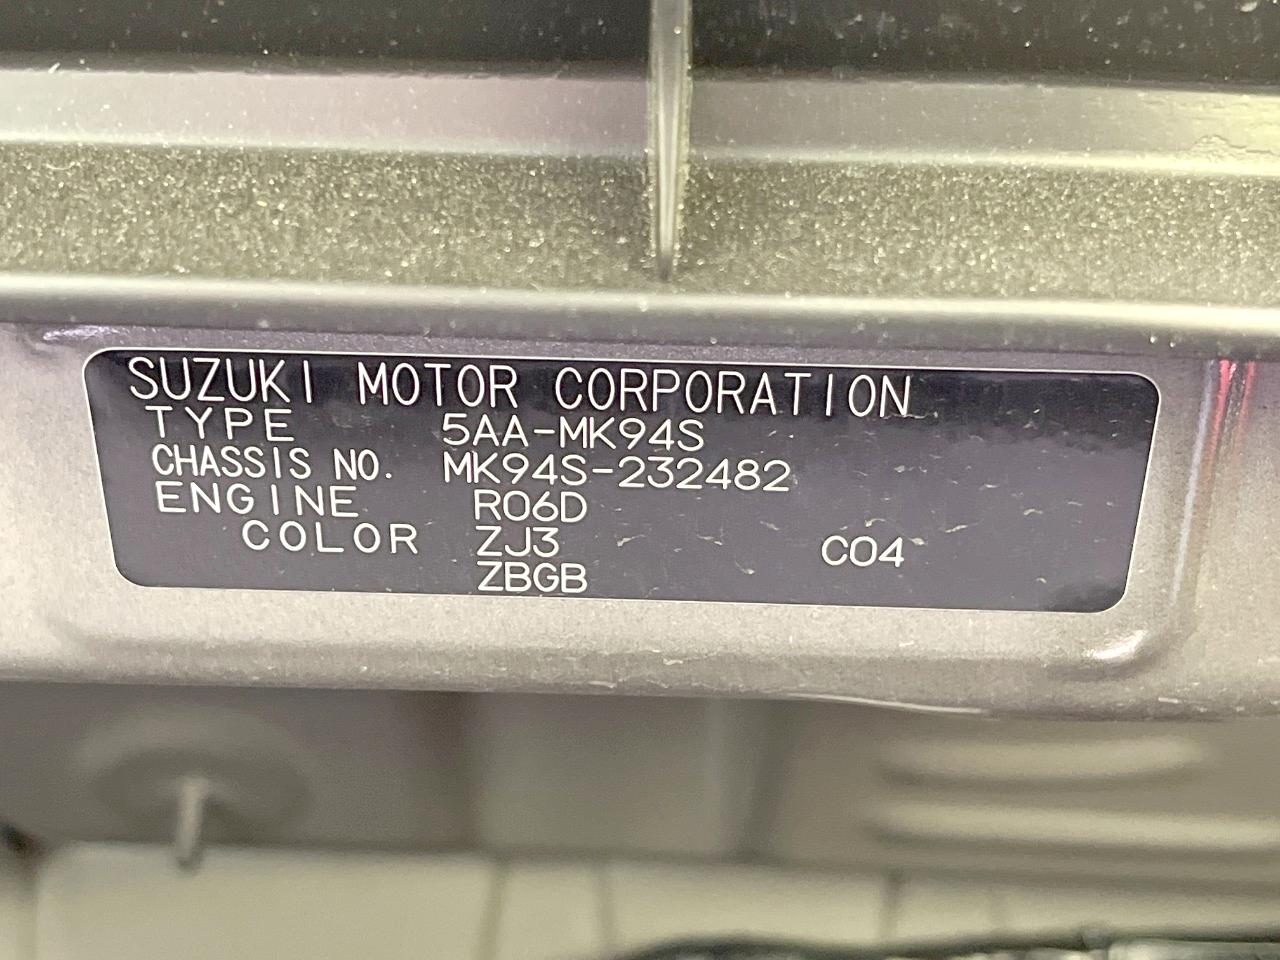 SUZUKI MOTOR CORPORATION
TYPE 5AA-MK94S
CHASSIS NO. MK94S-232482
ENGINE R06D
COLOR ZJ3 C04
ZBGB